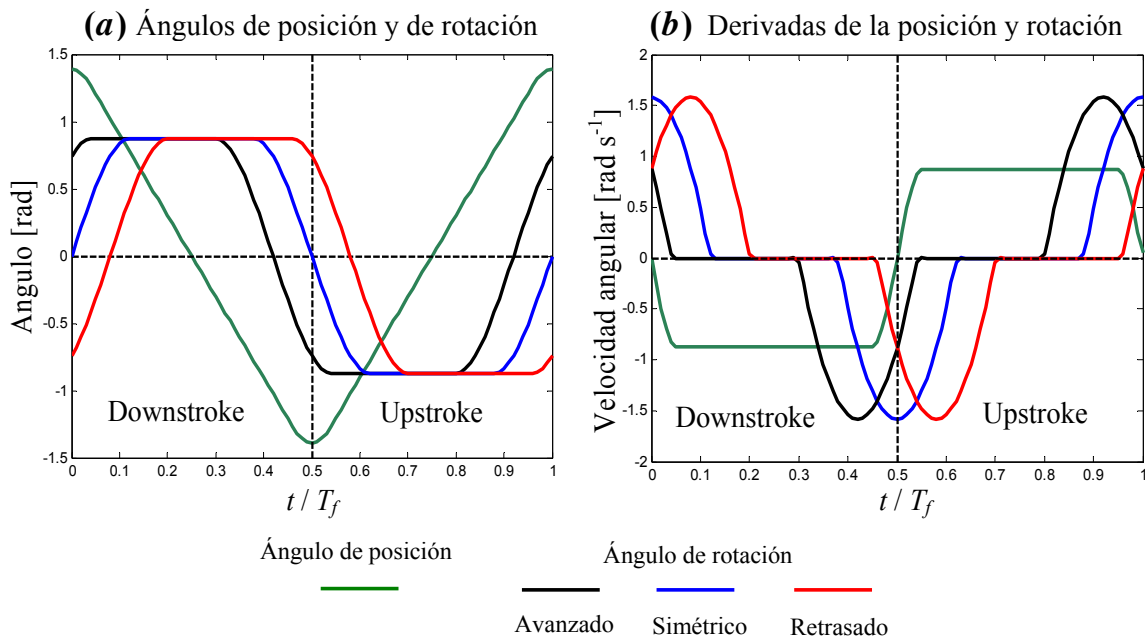 (a) Ángulos de posición y de rotación
1.5
1
0.5
0
-0.5
-1
-1.5
Angulo [rad]
Downstroke
Upstroke
0 0.1 0.2 0.3 0.4 0.5 0.6 0.7 0.8 0.9 1
t / Tf
(b) Derivadas de la posición y rotación
2
1.5
1
0.5
0
-0.5
-1
-1.5
-2
Velocidad angular [rad s-1]
Downstroke
Upstroke
0 0.1 0.2 0.3 0.4 0.5 0.6 0.7 0.8 0.9 1
t / Tf
Ángulo de posición
Ángulo de rotación
Avanzado Simétrico Retrasado